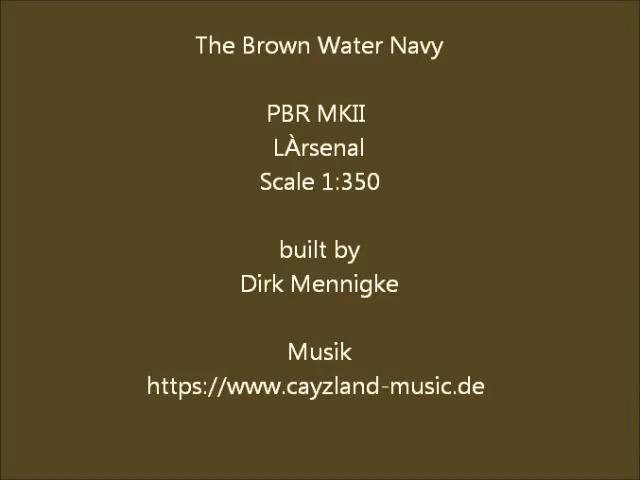 The Brown Water Navy
PBR MKII
LÀrsenal
Scale 1:350
built by
Dirk Mennigke
Musik
https://www.cayzland-music.de